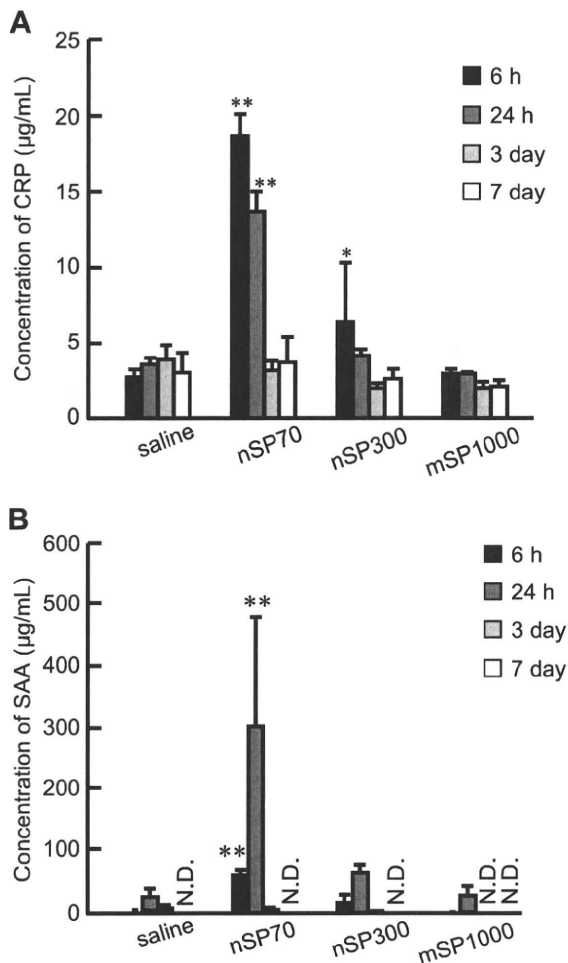 A
Concentration of CRP (µg/mL)
25
20
15
10
5
0
**
**
*
6 h
24 h
3 day
7 day
saline
nSP70
nSP300
mSP1000
B
Concentration of SAA (µg/mL)
600
500
400
300
200
100
0
**
**
N.D.
N.D.
N.D.
N.D.
N.D.
6 h
24 h
3 day
7 day
saline
nSP70
nSP300
mSP1000